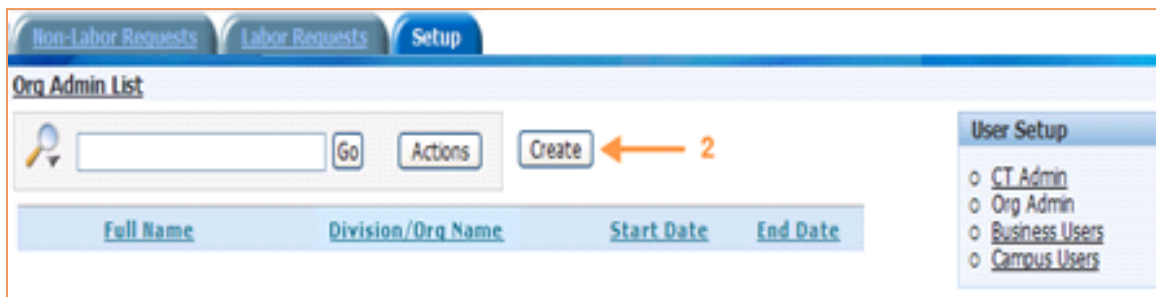 Non-Labor Requests Labor Requests Setup
Org Admin List
Go Actions Create 2
Full Name Division/Org Name Start Date End Date
User Setup
CT Admin
Org Admin
Business Users
Campus Users